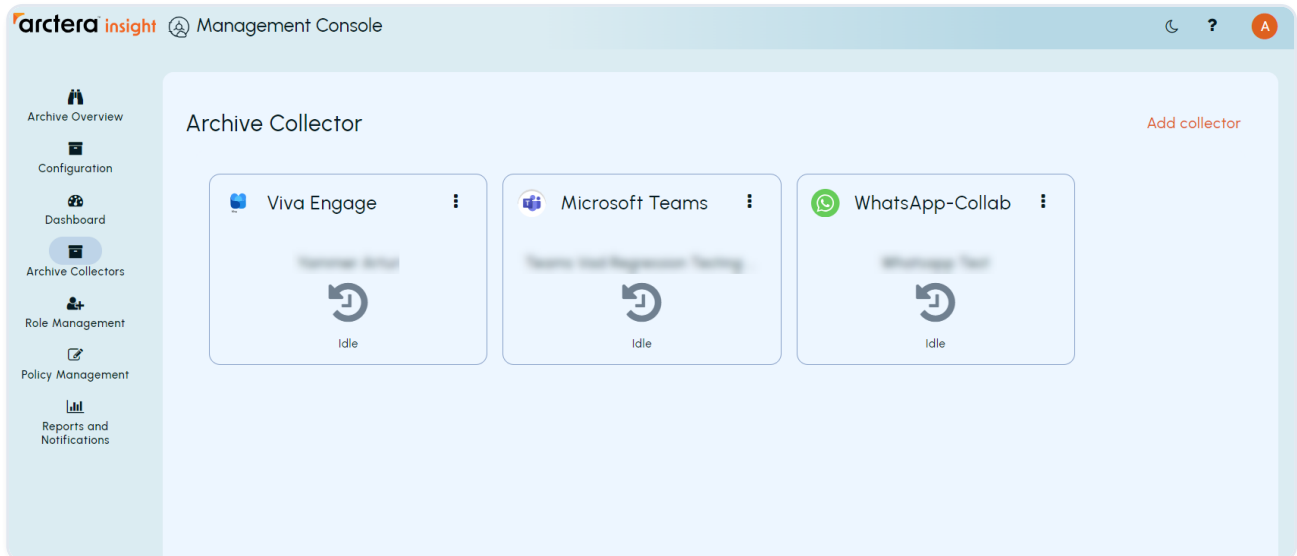 arctera insight Management Console ? A
Archive Overview
Configuration
Dashboard
Archive Collectors
Role Management
Policy Management
Reports and
Notifications
Archive Collector
Add collector
Viva Engage
Idle
Microsoft Teams
Idle
WhatsApp-Collab
Idle